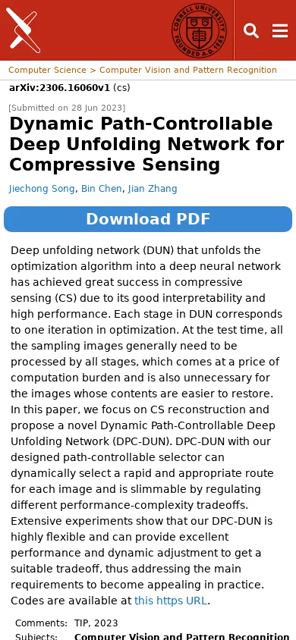 Computer Science > Computer Vision and Pattern Recognition
arXiv:2306.16060v1 (cs)
[Submitted on 28 Jun 2023]
Dynamic Path-Controllable
Deep Unfolding Network for
Compressive Sensing
Jiechong Song, Bin Chen, Jian Zhang
Download PDF
Deep unfolding network (DUN) that unfolds the
optimization algorithm into a deep neural network
has achieved great success in compressive
sensing (CS) due to its good interpretability and
high performance. Each stage in DUN corresponds
to one iteration in optimization. At the test time, all
the sampling images generally need to be
processed by all stages, which comes at a price of
computation burden and is also unnecessary for
the images whose contents are easier to restore.
In this paper, we focus on CS reconstruction and
propose a novel Dynamic Path-Controllable Deep
Unfolding Network (DPC-DUN). DPC-DUN with our
designed path-controllable selector can
dynamically select a rapid and appropriate route
for each image and is slimmable by regulating
different performance-complexity tradeoffs.
Extensive experiments show that our DPC-DUN is
highly flexible and can provide excellent
performance and dynamic adjustment to get a
suitable tradeoff, thus addressing the main
requirements to become appealing in practice.
Codes are available at this https URL.
Comments: TIP, 2023
Subjects: Computer Vision and Pattern Recognition